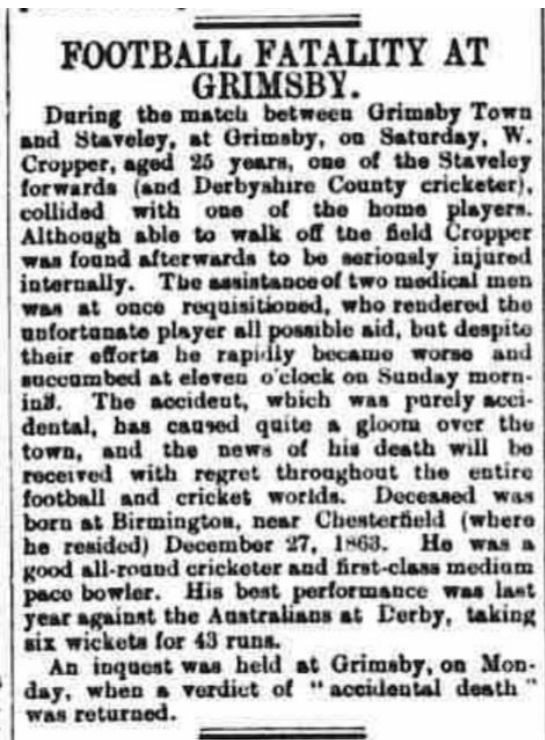 FOOTBALL FATALITY AT
GRIMSBY.
During the match between Grimsby Town
and Staveley, at Grimsby, on Saturday, W.
Cropper, aged 25 years, one of the Staveley
forwards (and Derbyshire County cricketer),
collided with one of the home players.
Although able to walk off the field Cropper
was found afterwards to be seriously injured
internally. The assistance of two medical men
was at once requisitioned, who rendered the
unfortunate player all possible aid, but despite
their efforts he rapidly became worse and
succumbed at eleven o'clock on Sunday morn-
ing. The accident, which was purely acci-
dental, has caused quite a gloom over the
town, and the news of his death will be
received with regret throughout the entire
football and cricket worlds. Deceased was
born at Birmington, near Chesterfield (where
he resided) December 27, 1863. He was a
good all-round cricketer and first-class medium
pace bowler. His best performance was last
year against the Australians at Derby, taking
six wickets for 43 runs.
An inquest was held at Grimsby, on Mon-
day, when a verdict of "accidental death"
was returned.